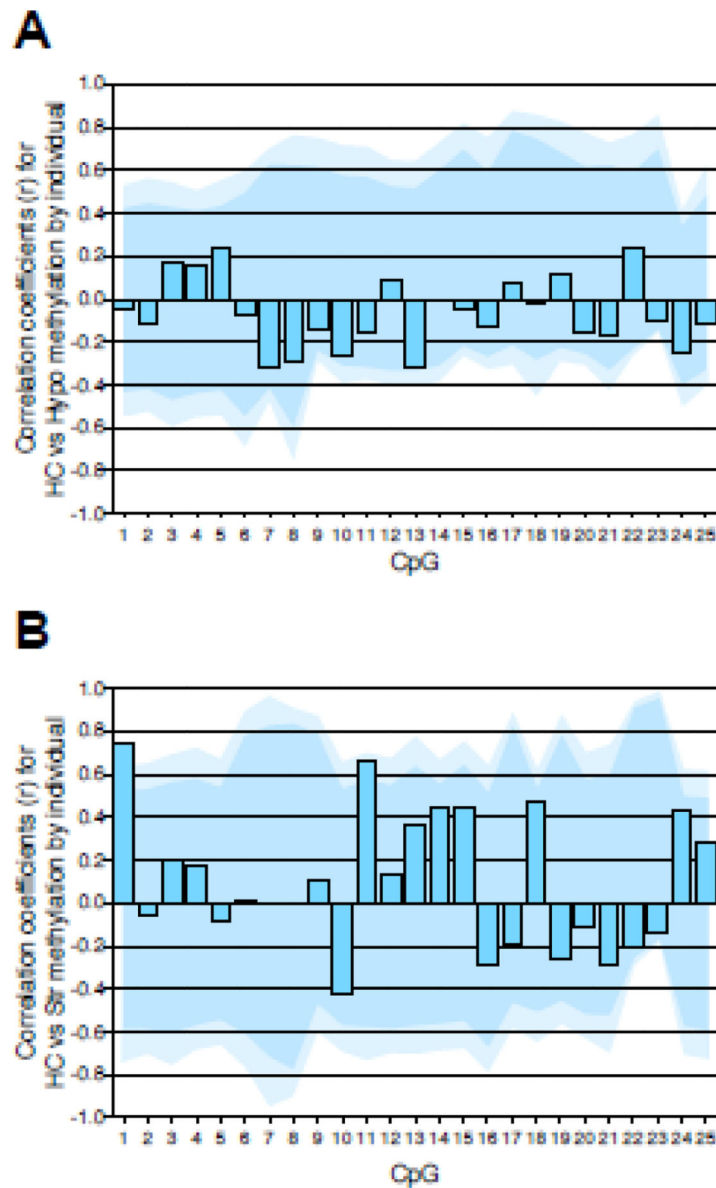 A
Correlation coefficients (r) for
HC vs Hypo methylation by individual
1.0
0.8
0.6
0.4
0.2
0.0
-0.2
-0.4
-0.6
-0.8
-1.0
1 2 3 4 5 6 7 8 9 10 11 12 13 14 15 16 17 18 19 20 21 22 23 24 25
CpG
B
Correlation coefficients (r) for
HC vs Str methylation by individual
1.0
0.8
0.6
0.4
0.2
0.0
-0.2
-0.4
-0.6
-0.8
-1.0
1 2 3 4 5 6 7 8 9 10 11 12 13 14 15 16 17 18 19 20 21 22 23 24 25
CpG